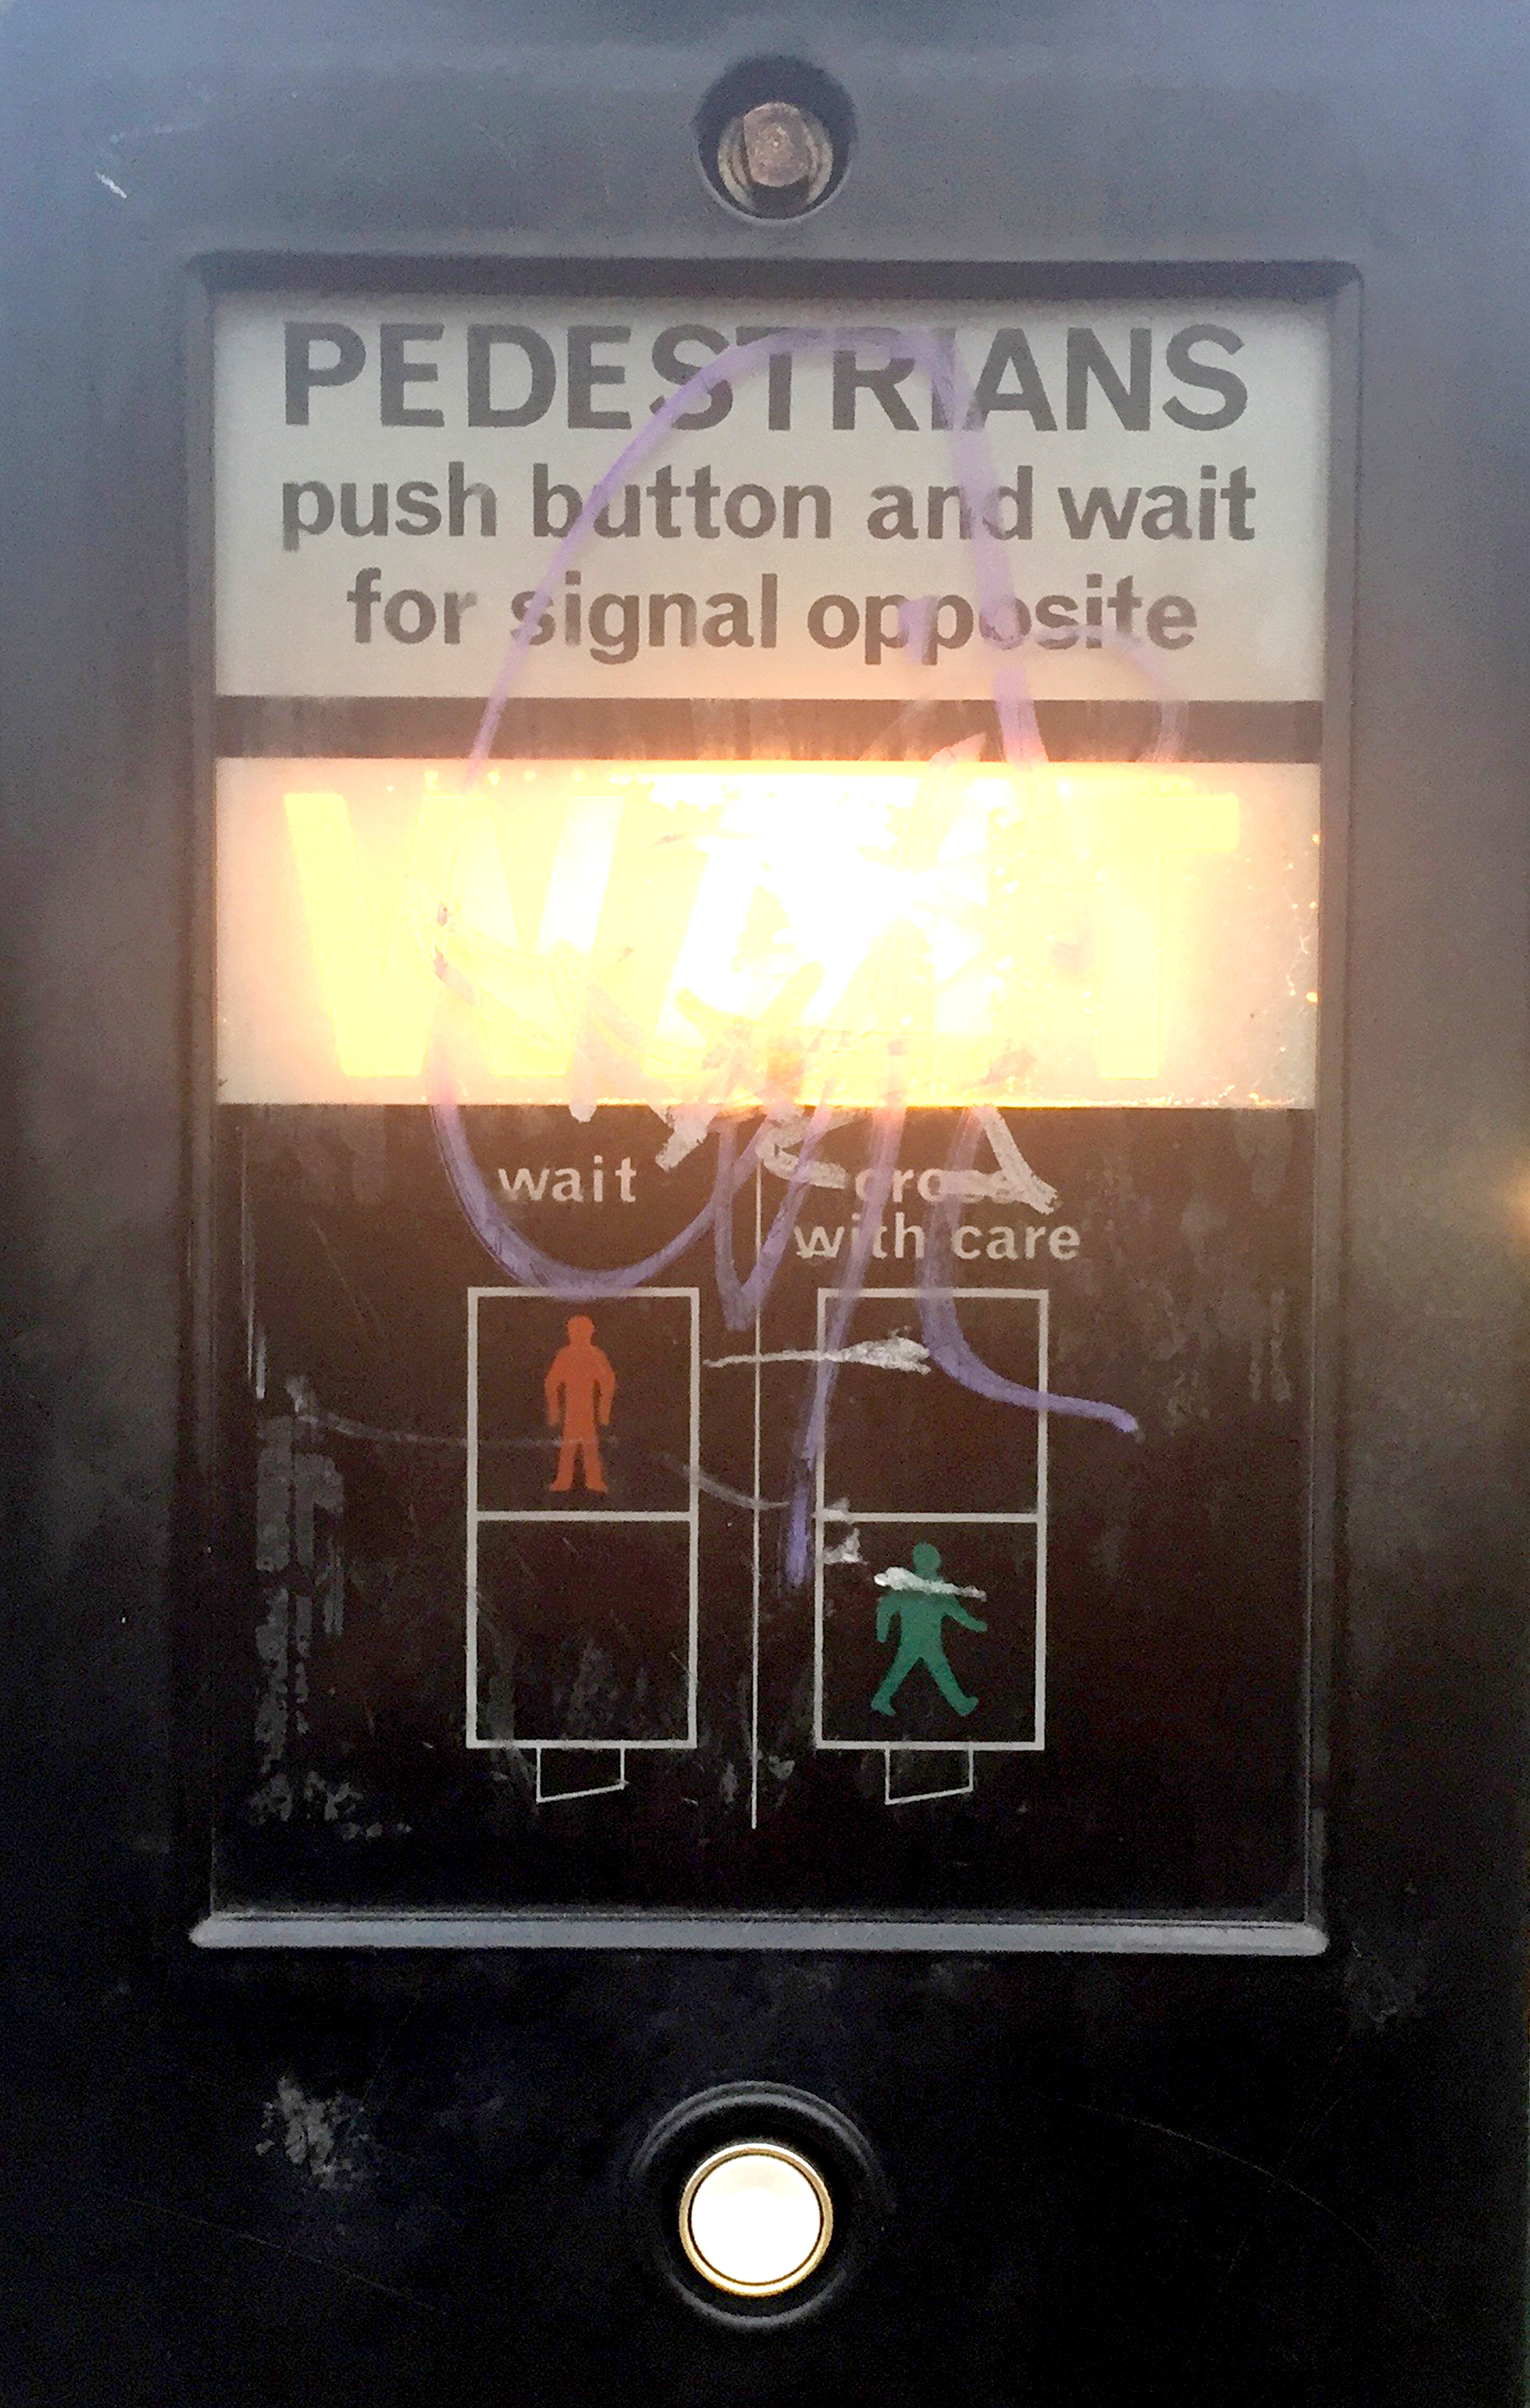 PEDESTRIANS
push button and wait
for signal opposite
WAIT
wait
cross
with care